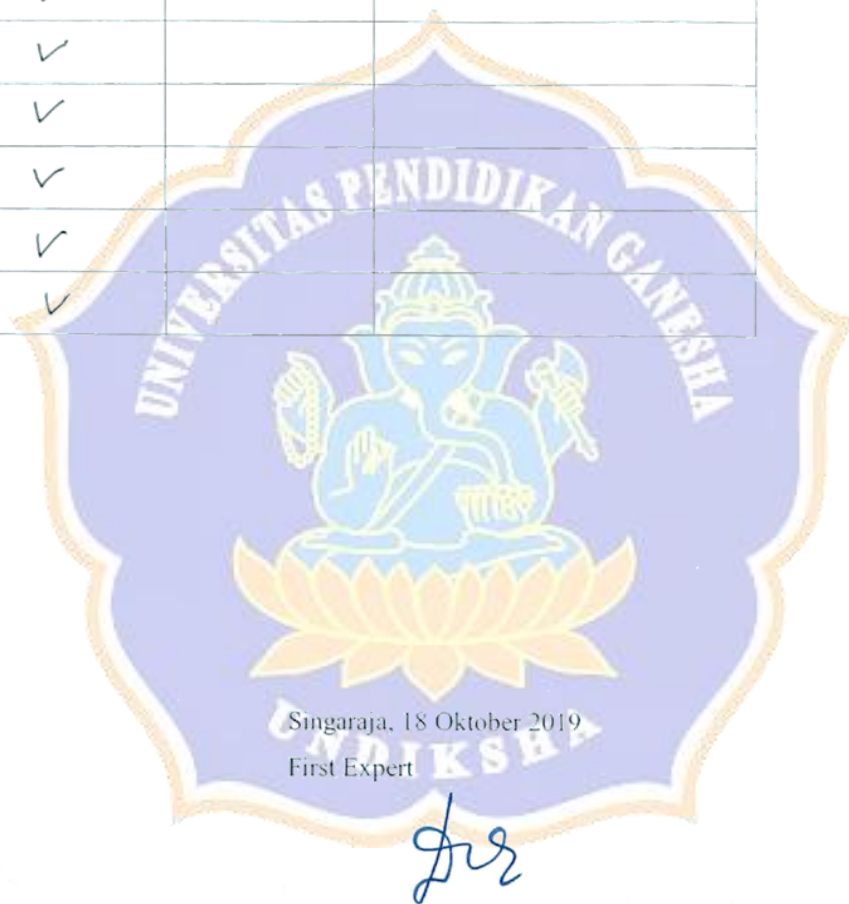 ✓
✓
✓
✓
✓
UNIVERSITAS PENDIDIKAN GANESHA
UNDIKSHA
Singaraja, 18 Oktober 2019
First Expert